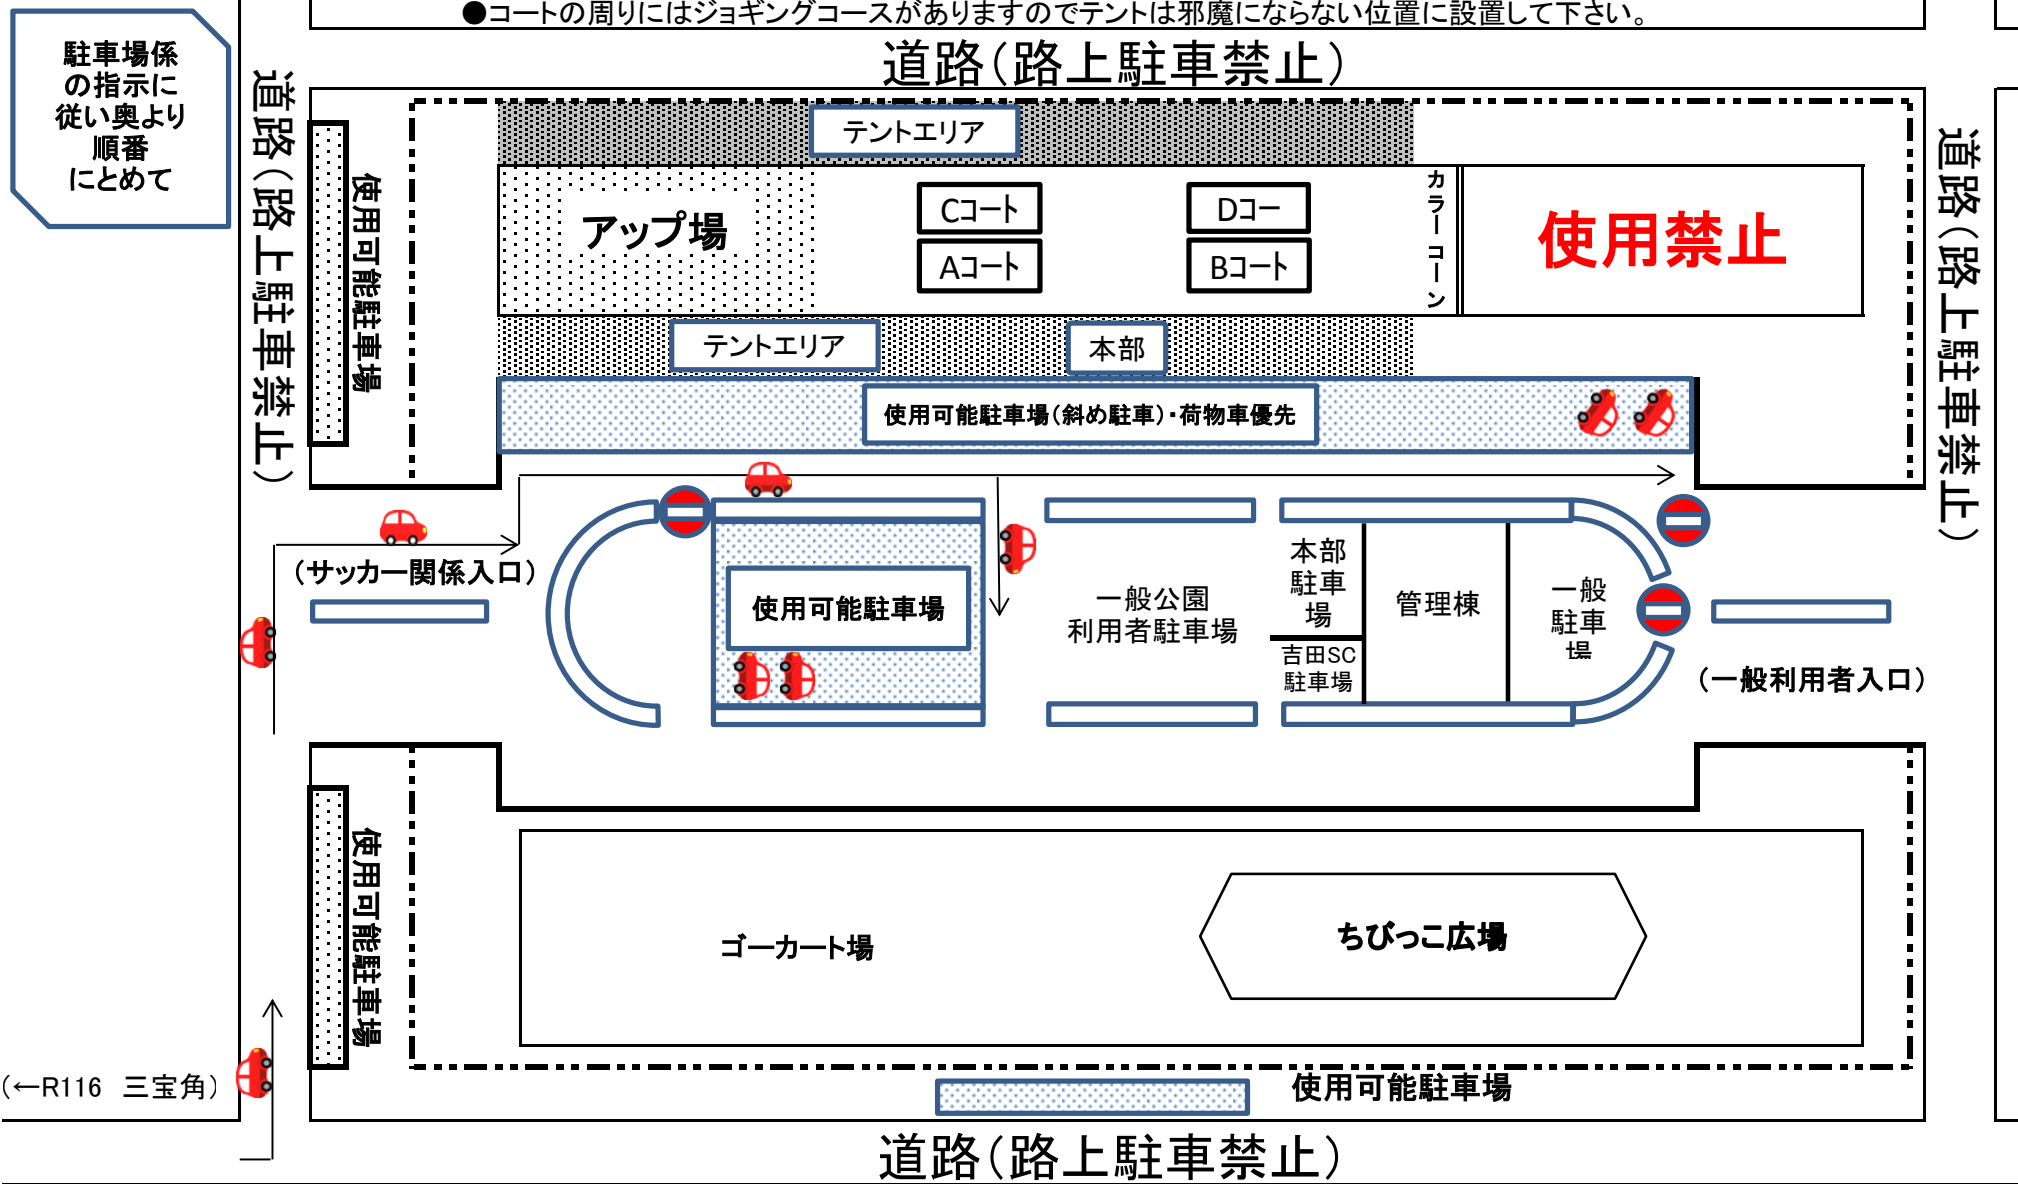 ●コートの周りにはジョギングコースがありますのでテントは邪魔にならない位置に設置して下さい。
駐車場係
の指示に
従い奥より
順番
にとめて
道路(路上駐車禁止)
道路(路上駐車禁止)
道路(路上駐車禁止)
使用可能駐車場
テントエリア
アップ場
Cコート
Dコー
Aコート
Bコート
カラーコーン
使用禁止
テントエリア
本部
使用可能駐車場(斜め駐車)・荷物車優先
(サッカー関係入口)
使用可能駐車場
一般公園
利用者駐車場
本部
駐車
場
吉田SC
駐車場
管理棟
一般
駐車
場
(一般利用者入口)
使用可能駐車場
ゴーカート場
ちびっこ広場
(←R116 三宝角)
使用可能駐車場
道路(路上駐車禁止)